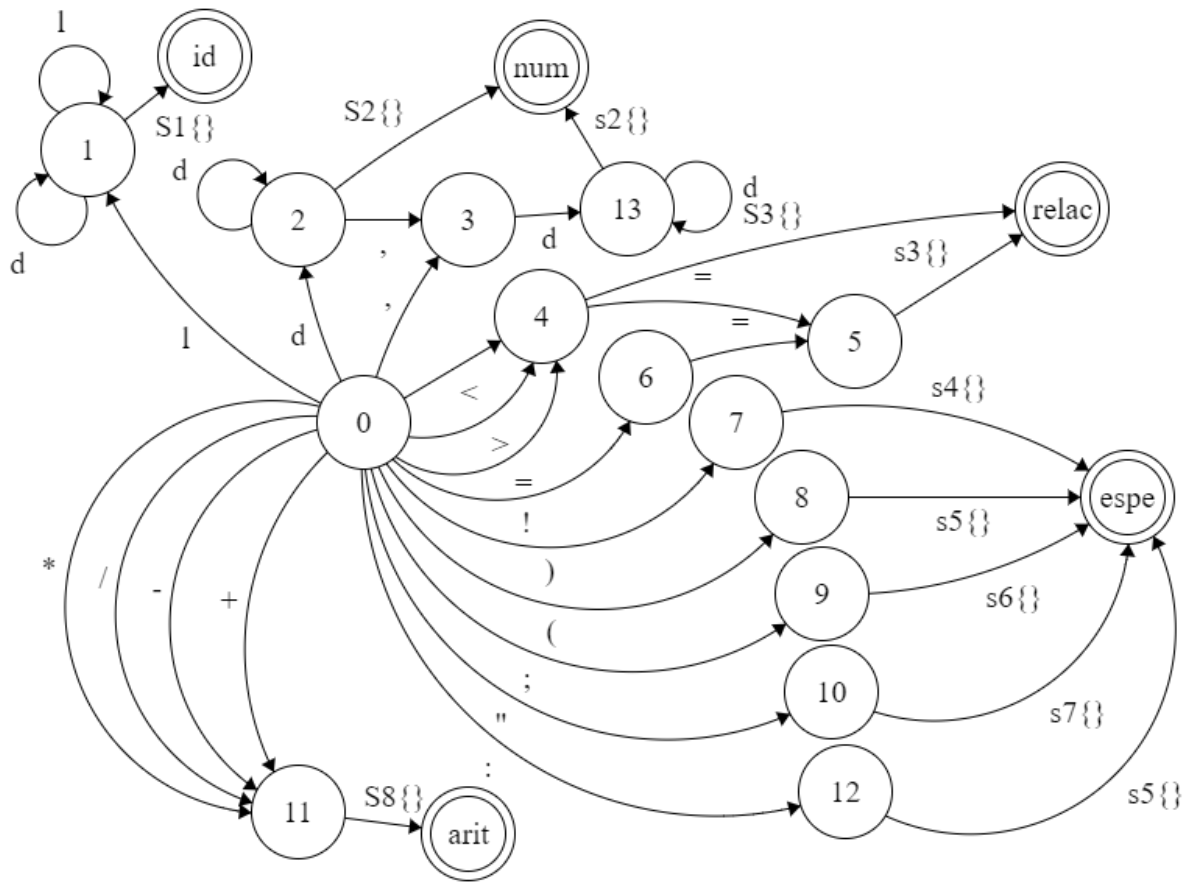 l
id
num
S2{}
s2{}
S1{}
1
d
2
3
13
d
S3{}
relac
,
d
s3{}
d
=
,
4
=
5
l
d
6
<
7
s4{}
0
>
=
8
espe
!
s5{}
*
/
-
+
)
9
s6{}
(
;
10
"
s7{}
:
12
s5{}
11
S8{}
arit